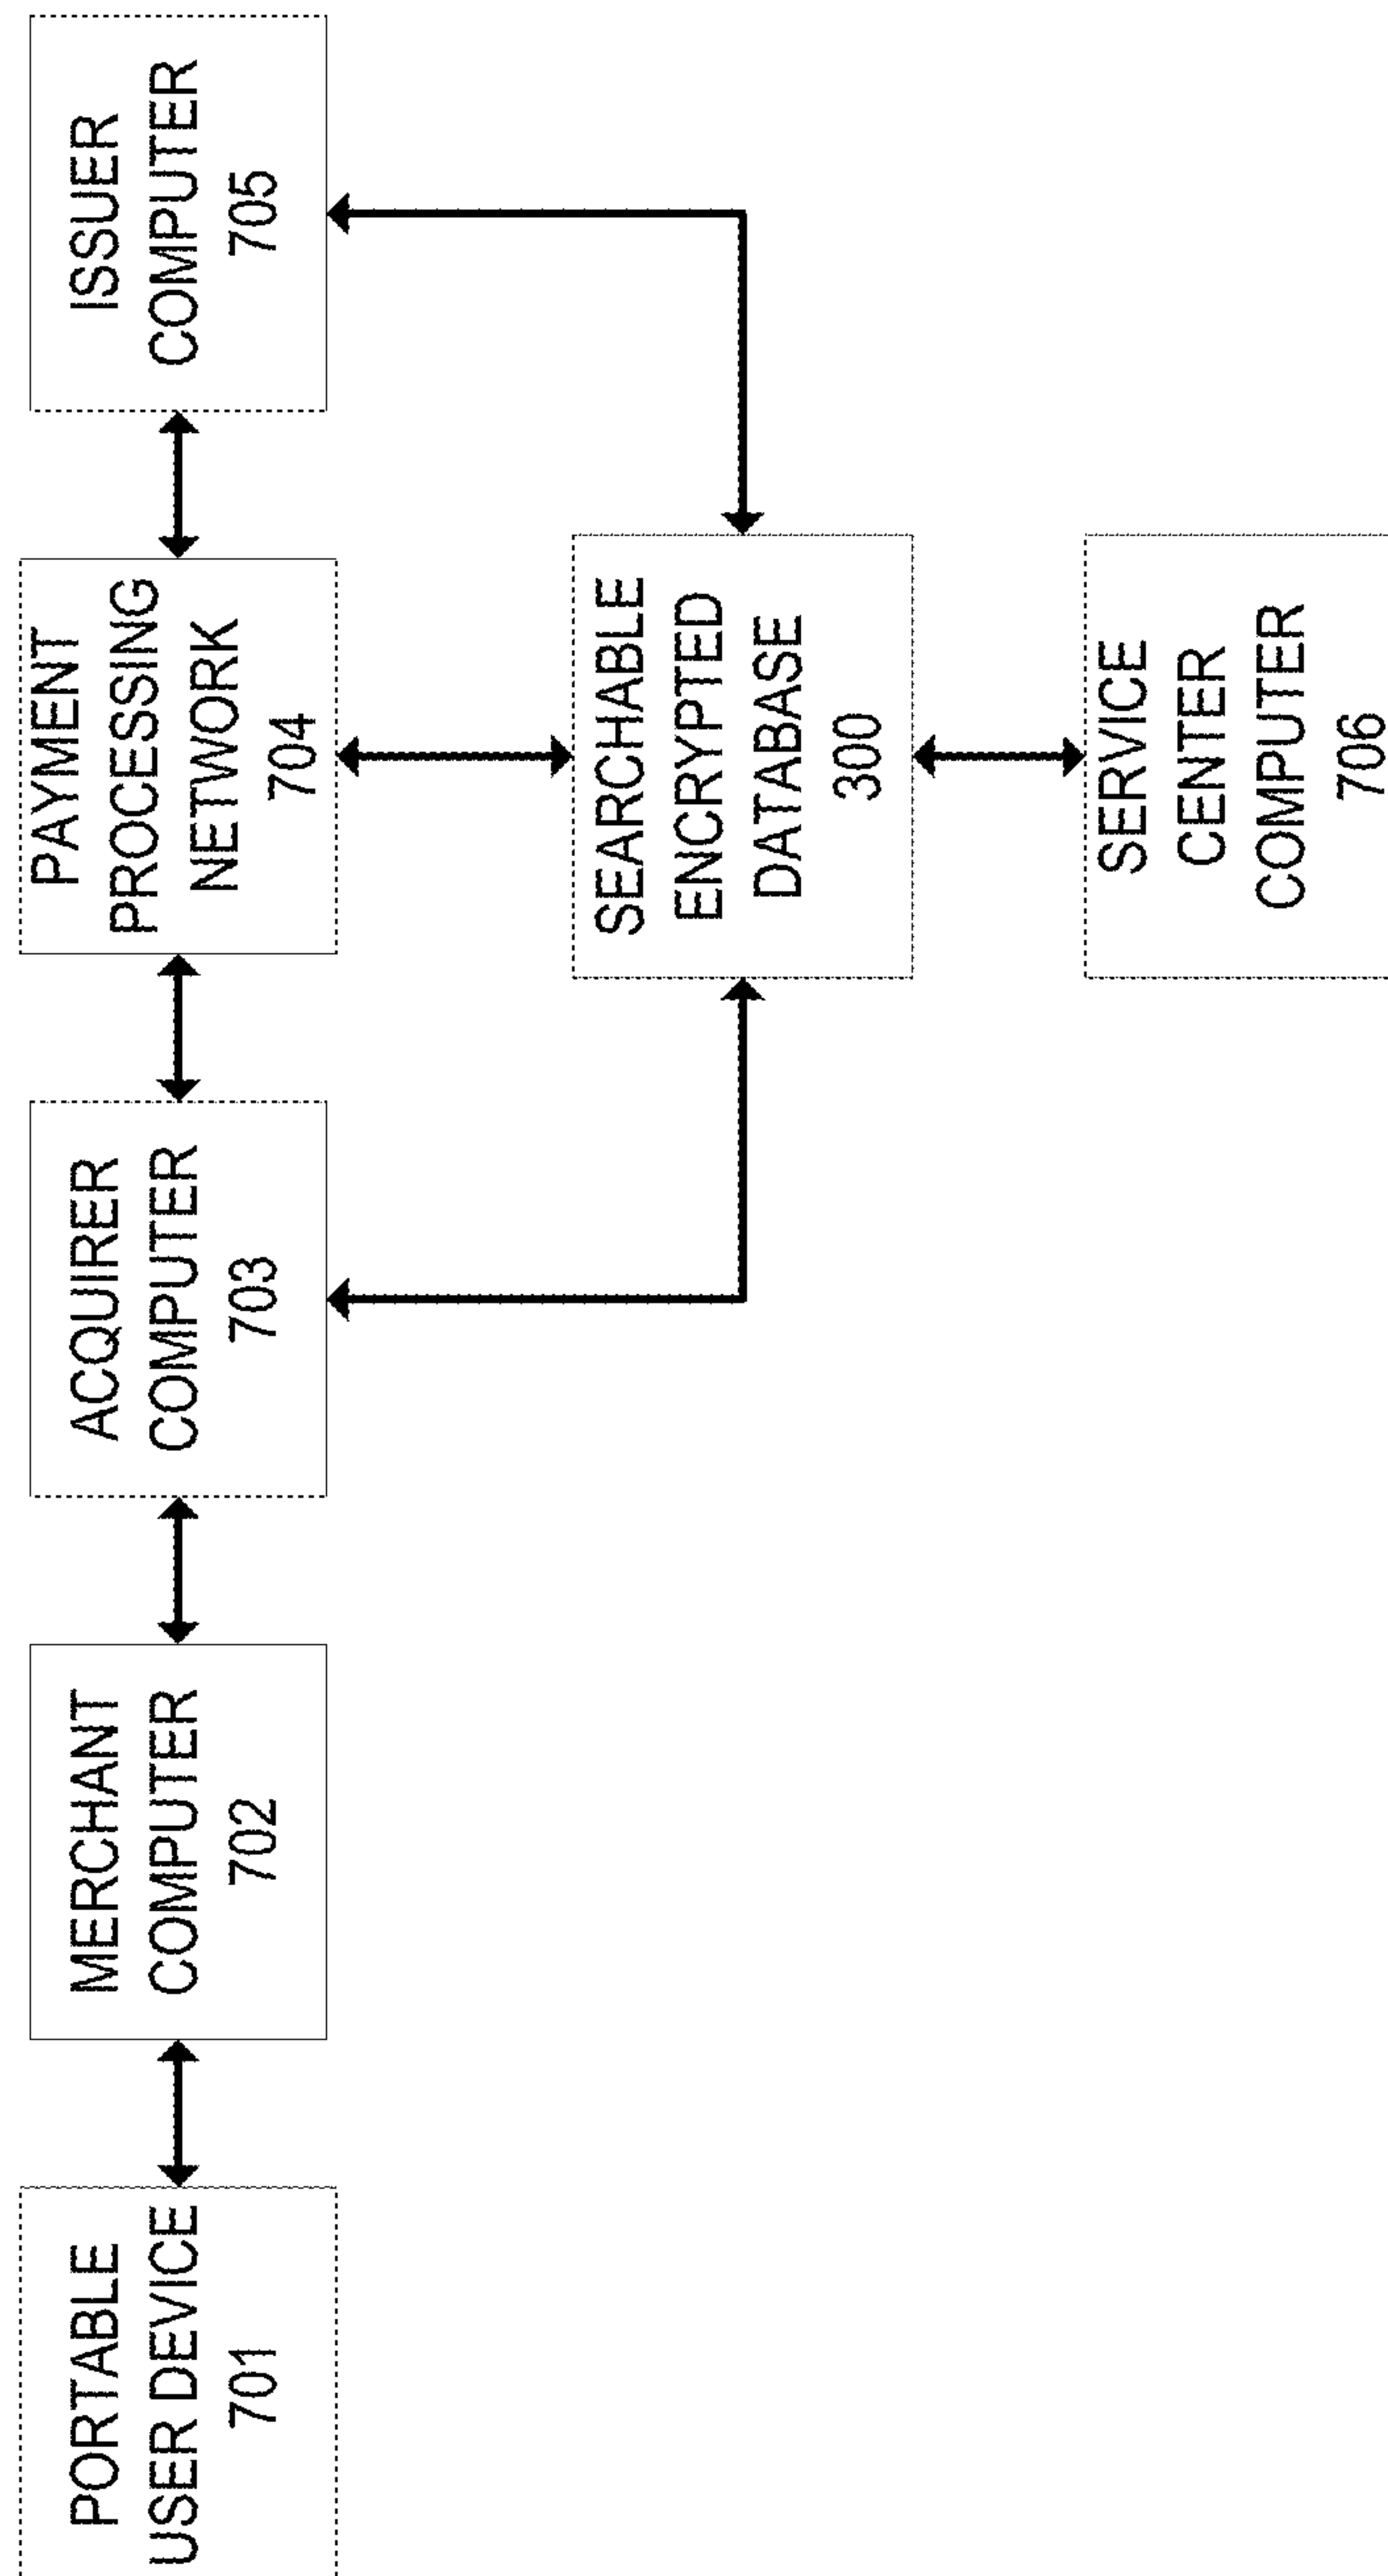 PORTABLE
USER DEVICE
701
MERCHANT
COMPUTER
702
ACQUIRER
COMPUTER
703
PAYMENT
PROCESSING
NETWORK
704
ISSUER
COMPUTER
705
SEARCHABLE
ENCRYPTED
DATABASE
300
SERVICE
CENTER
COMPUTER
706